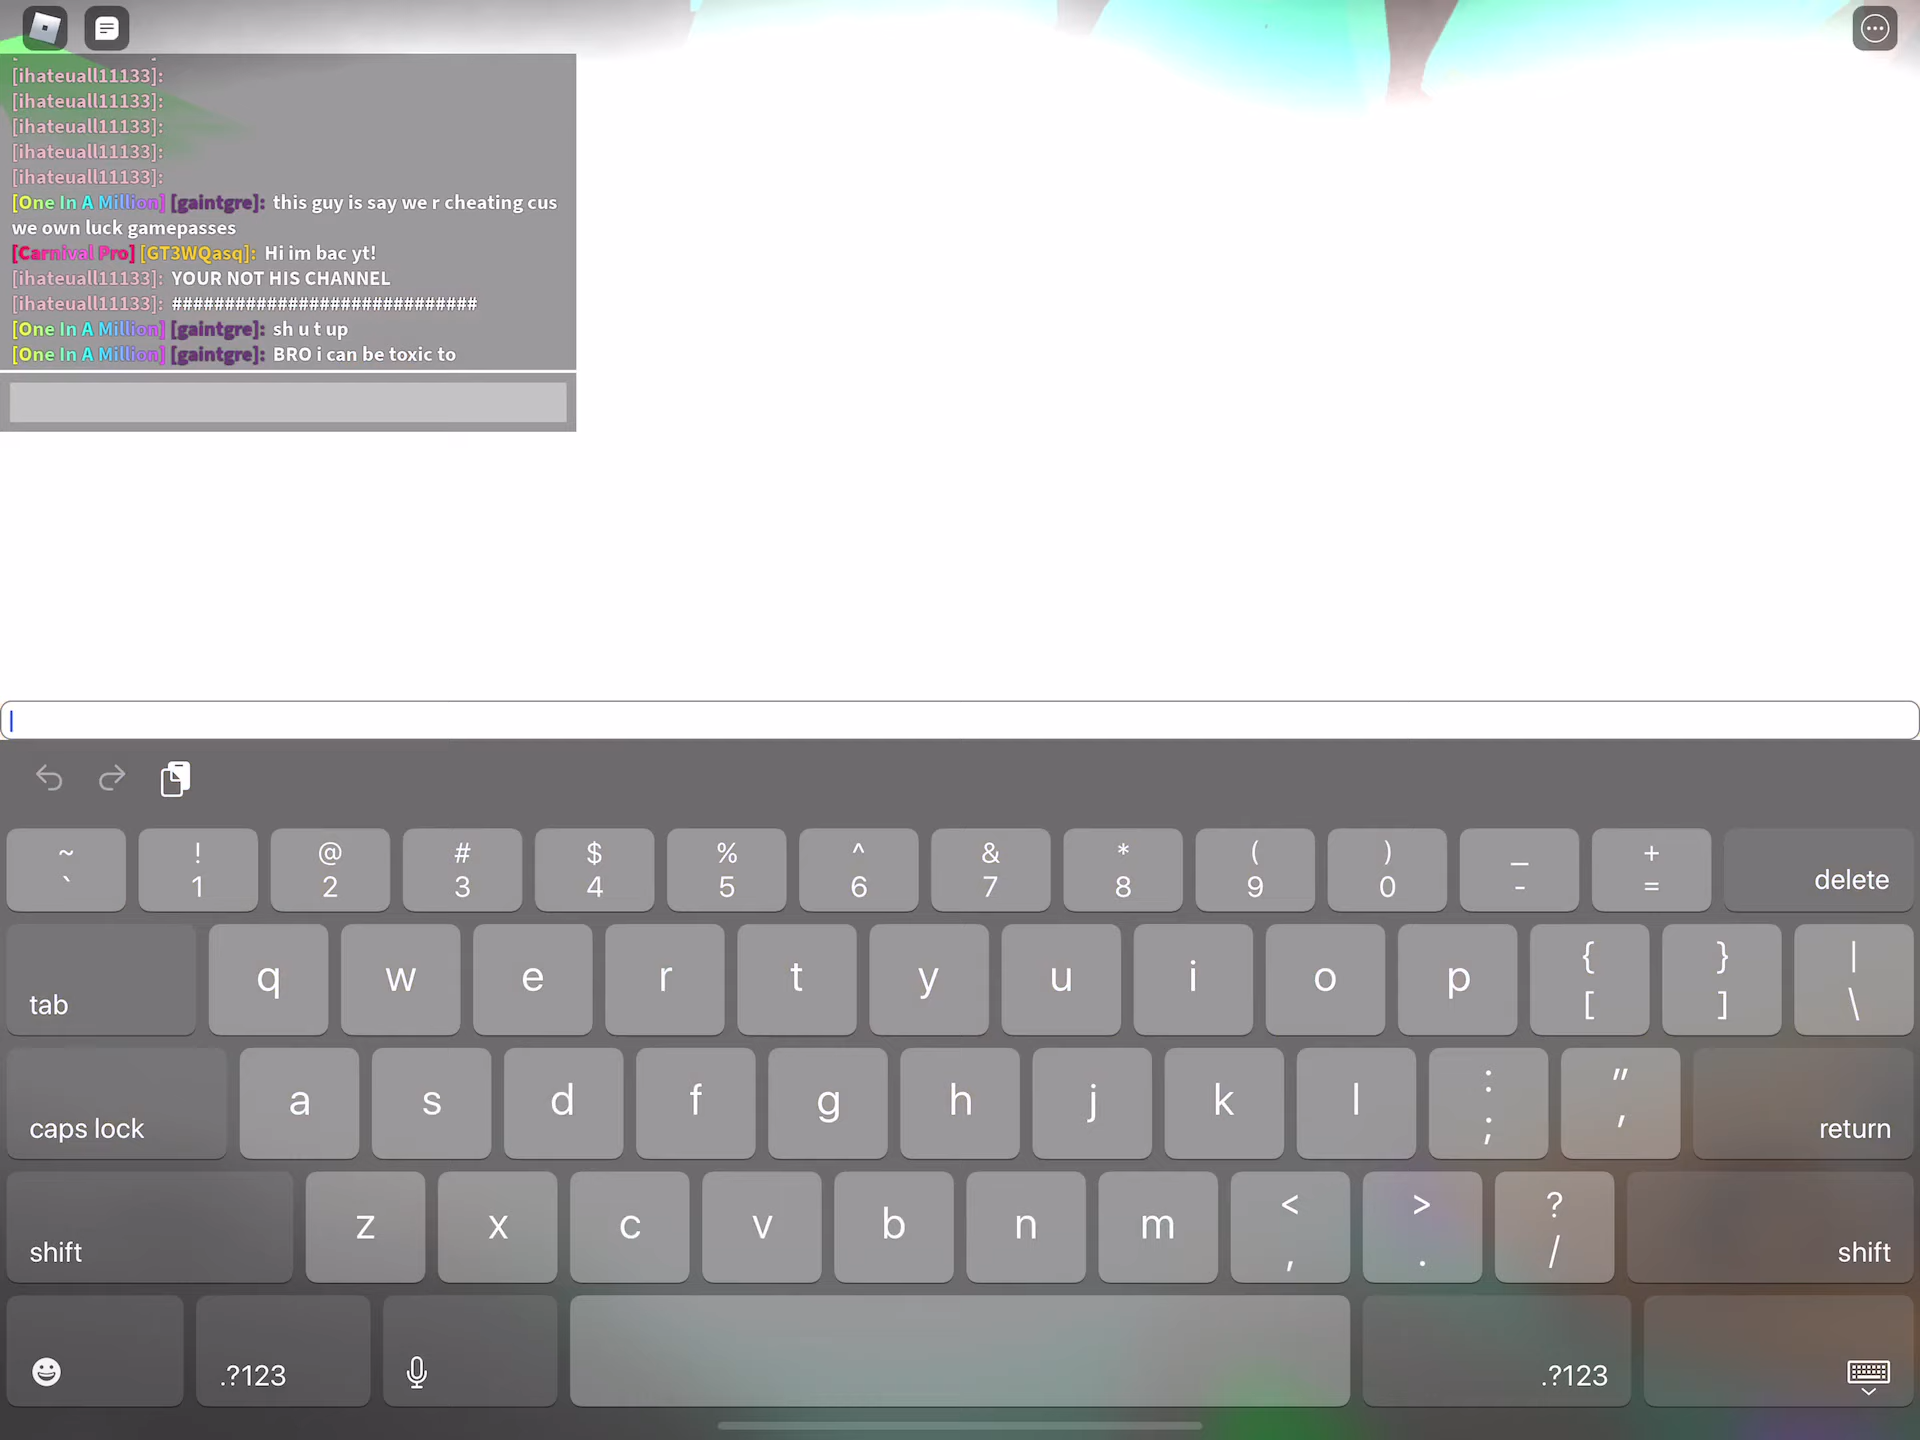 [ihateuall11133]:
[ihateuall11133]:
[ihateuall11133]:
[ihateuall11133]:
[ihateuall11133]:
[One In A Million] [gaintgre]: this guy is say we r cheating cus
we own luck gamepasses
[Carnival Pro] [GT3WQasq]: Hi im bac yt!
[ihateuall11133]: YOUR NOT HIS CHANNEL
[ihateuall11133]: #############################
[One In A Million] [gaintgre]: sh u t up
[One In A Million] [gaintgre]: BRO i can be toxic to
~ ! @ # $ % ^ & * ( ) _ +
` 1 2 3 4 5 6 7 8 9 0 - = delete
tab q w e r t y u i o p { [ } ] | \
caps lock a s d f g h j k l : ; " ' return
shift z x c v b n m < , > . ? / shift
.?123 .?123